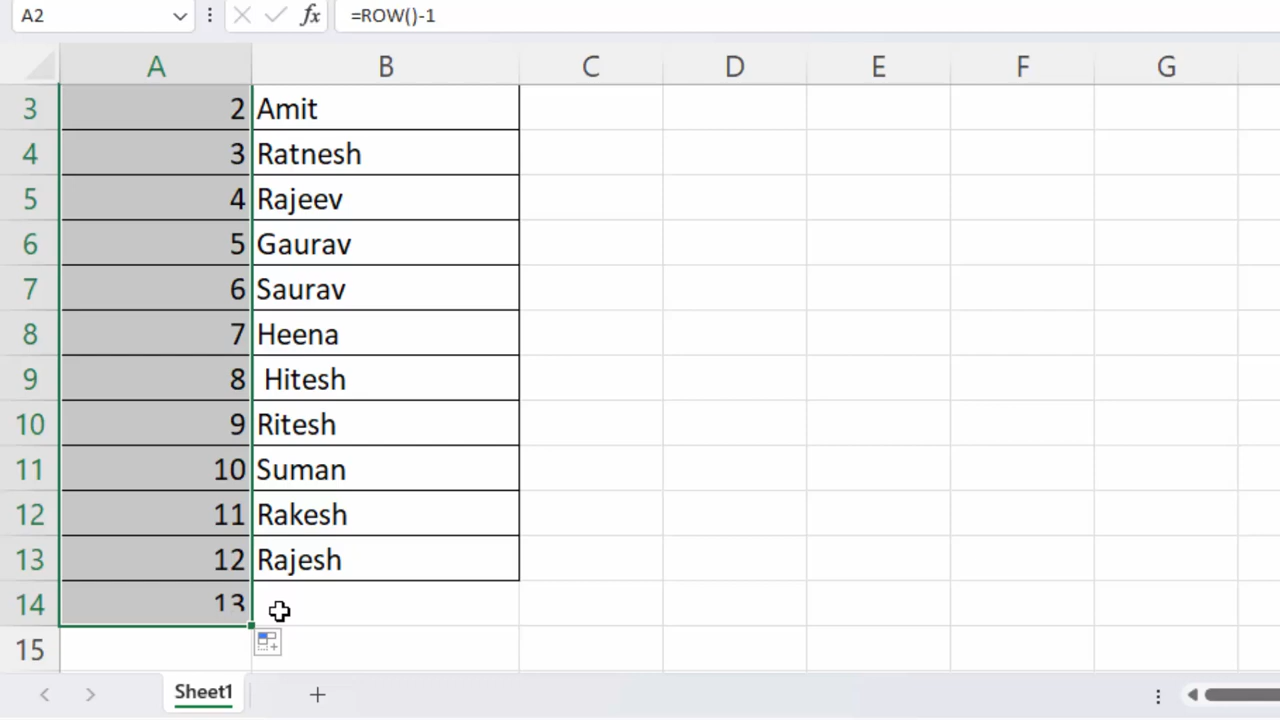 A2 fx =ROW()-1
A B C D E F G
3 2 Amit
4 3 Ratnesh
5 4 Rajeev
6 5 Gaurav
7 6 Saurav
8 7 Heena
9 8 Hitesh
10 9 Ritesh
11 10 Suman
12 11 Rakesh
13 12 Rajesh
14 13
15
Sheet1